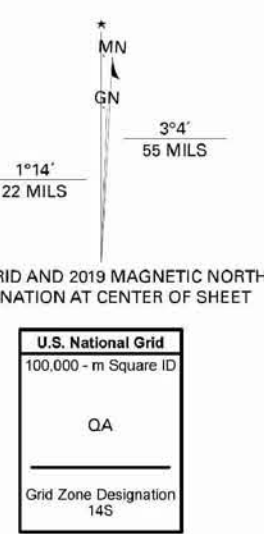 ★
MN
GN
3°4´
55 MILS
1°14´
22 MILS
RID AND 2019 MAGNETIC NORTH
NATION AT CENTER OF SHEET
U.S. National Grid
100,000 - m Square ID
QA
Grid Zone Designation
14S